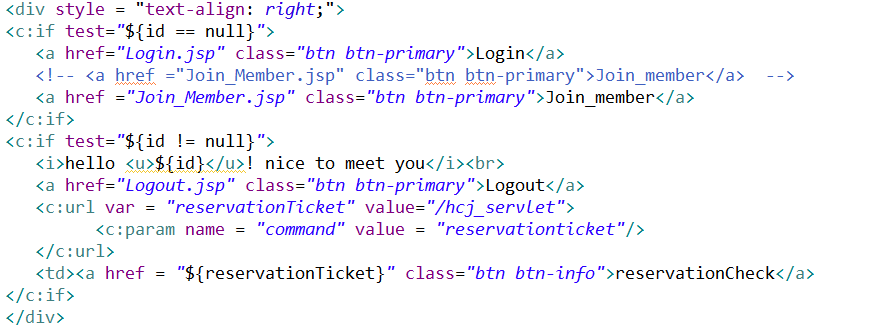 <div style = "text-align: right;">
<c:if test="${id == null}">
<a href="Login.jsp" class="btn btn-primary">Login</a>
<!-- <a href ="Join_Member.jsp" class="btn btn-primary">Join_member</a>  -->
<a href ="Join_Member.jsp" class="btn btn-primary">Join_member</a>
</c:if>
<c:if test="${id != null}">
<i>hello <u>${id}</u>! nice to meet you</i><br>
<a href="Logout.jsp" class="btn btn-primary">Logout</a>
<c:url var = "reservationTicket" value="/hcj_servlet">
<c:param name = "command" value = "reservationticket"/>
</c:url>
<td><a href = "${reservationTicket}" class="btn btn-info">reservationCheck</a>
</c:if>
</div>